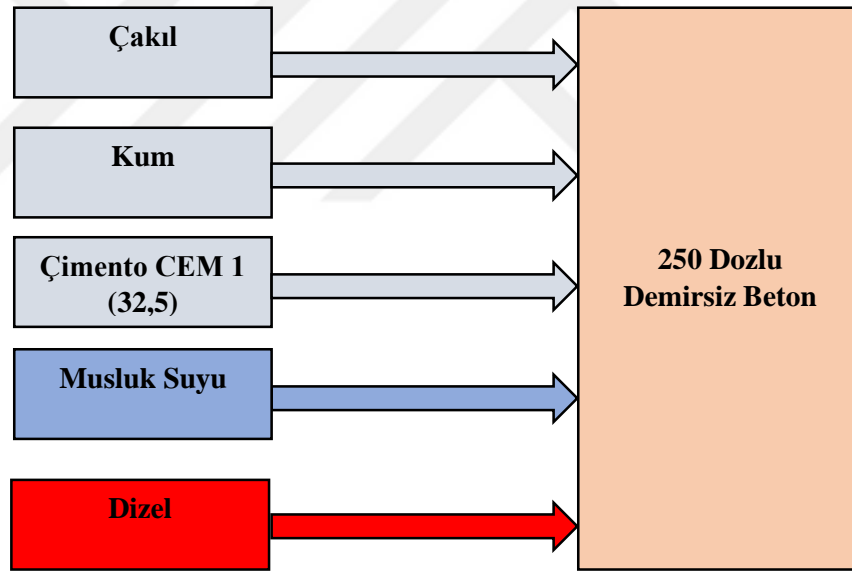 Çakıl
Kum
Çimento CEM 1
(32,5)
Musluk Suyu
Dizel
250 Dozlu
Demirsiz Beton